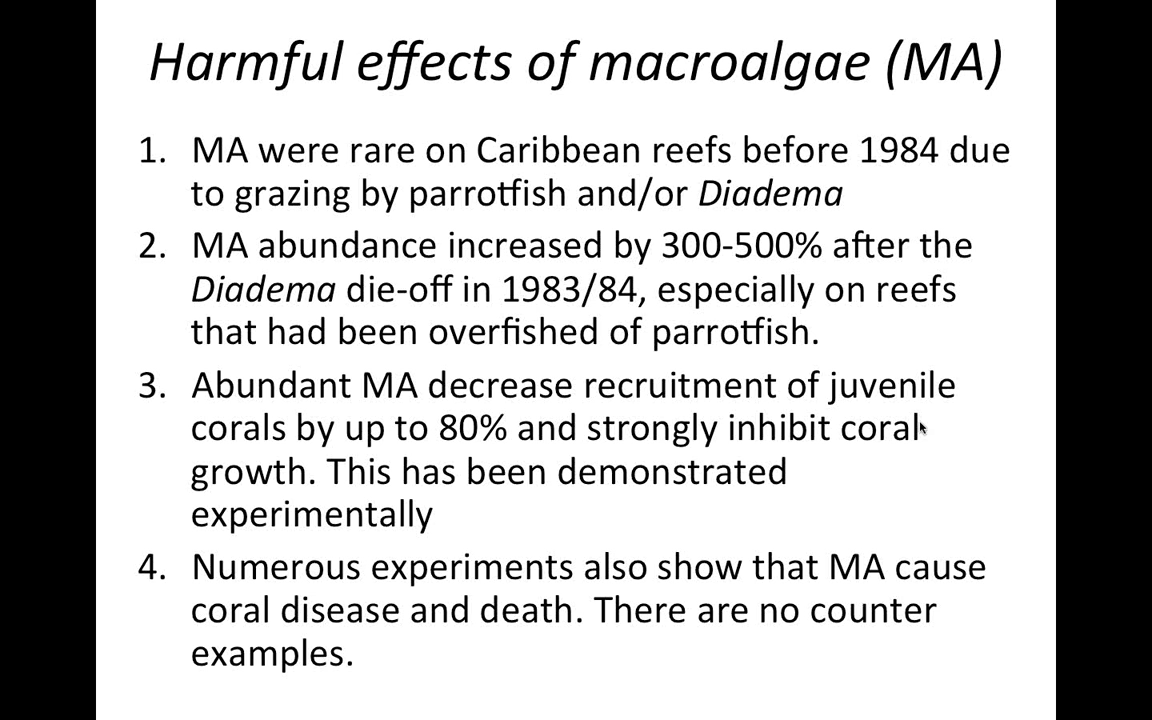 Harmful effects of macroalgae (MA)
1. MA were rare on Caribbean reefs before 1984 due
to grazing by parrotfish and/or Diadema
2. MA abundance increased by 300-500% after the
Diadema die-off in 1983/84, especially on reefs
that had been overfished of parrotfish.
3. Abundant MA decrease recruitment of juvenile
corals by up to 80% and strongly inhibit coral
growth. This has been demonstrated
experimentally
4. Numerous experiments also show that MA cause
coral disease and death. There are no counter
examples.